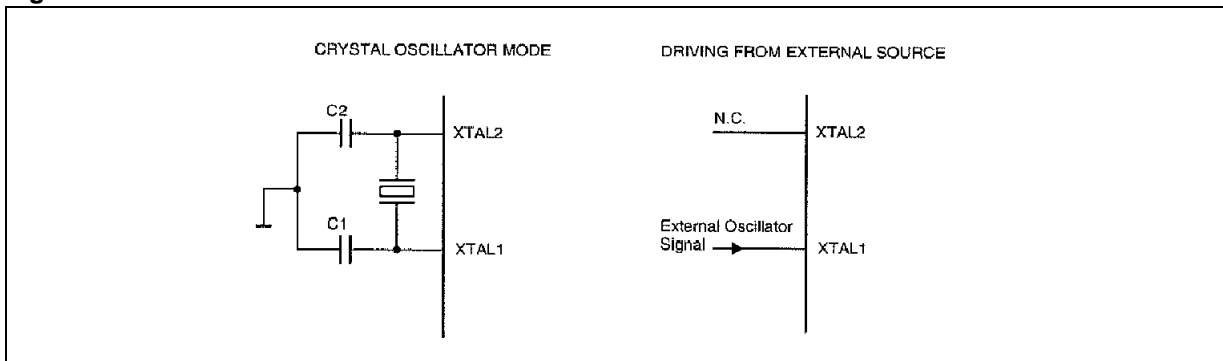 CRYSTAL OSCILLATOR MODE
C2
XTAL2
C1
XTAL1
DRIVING FROM EXTERNAL SOURCE
N.C.
XTAL2
External Oscillator
Signal
XTAL1